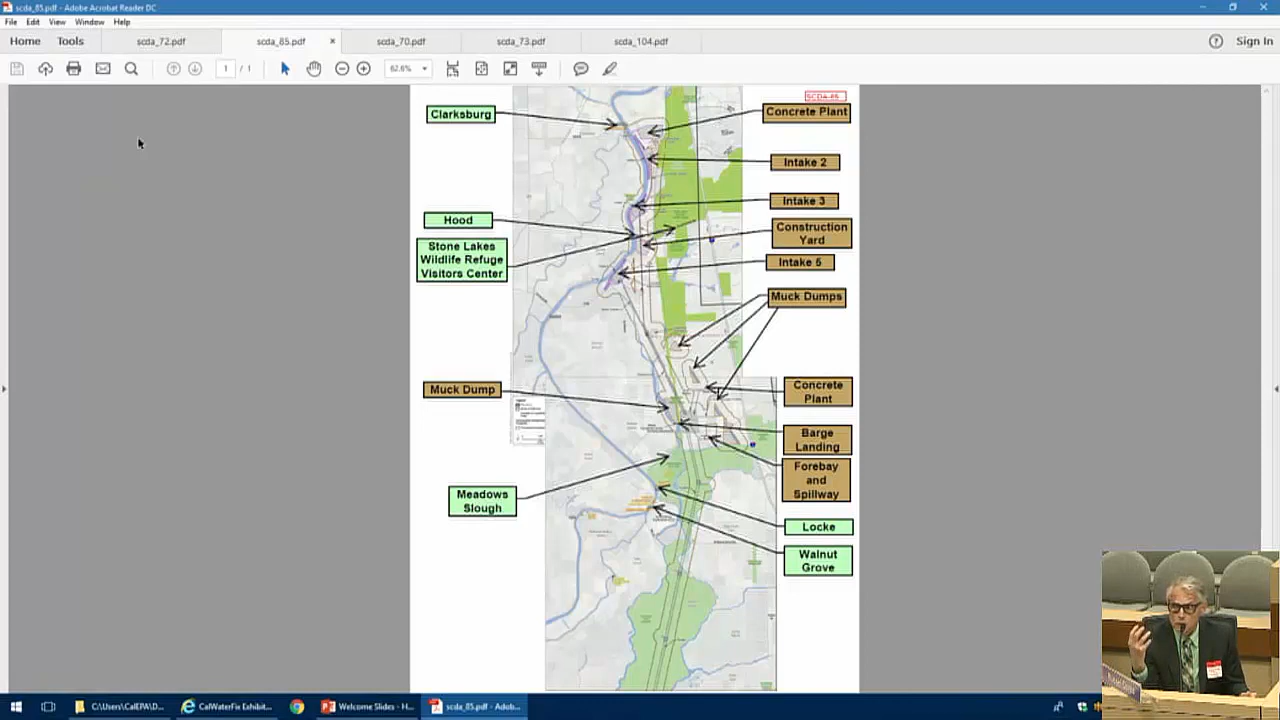 scda_85.pdf - Adobe Acrobat Reader DC
File Edit View Window Help
Home Tools scda_72.pdf scda_85.pdf × scda_70.pdf scda_73.pdf scda_104.pdf Sign In
1 / 1 62.6%
SCDA-85
Clarksburg
Concrete Plant
Intake 2
Intake 3
Hood
Construction
Yard
Stone Lakes
Wildlife Refuge
Visitors Center
Intake 5
Muck Dumps
Muck Dump
Concrete
Plant
Barge
Landing
Forebay
and
Spillway
Meadows
Slough
Locke
Walnut
Grove
C:\Users\CalEPA\D... CalWaterFix Exhibit... Welcome Slides - H... scda_85.pdf - Adob...